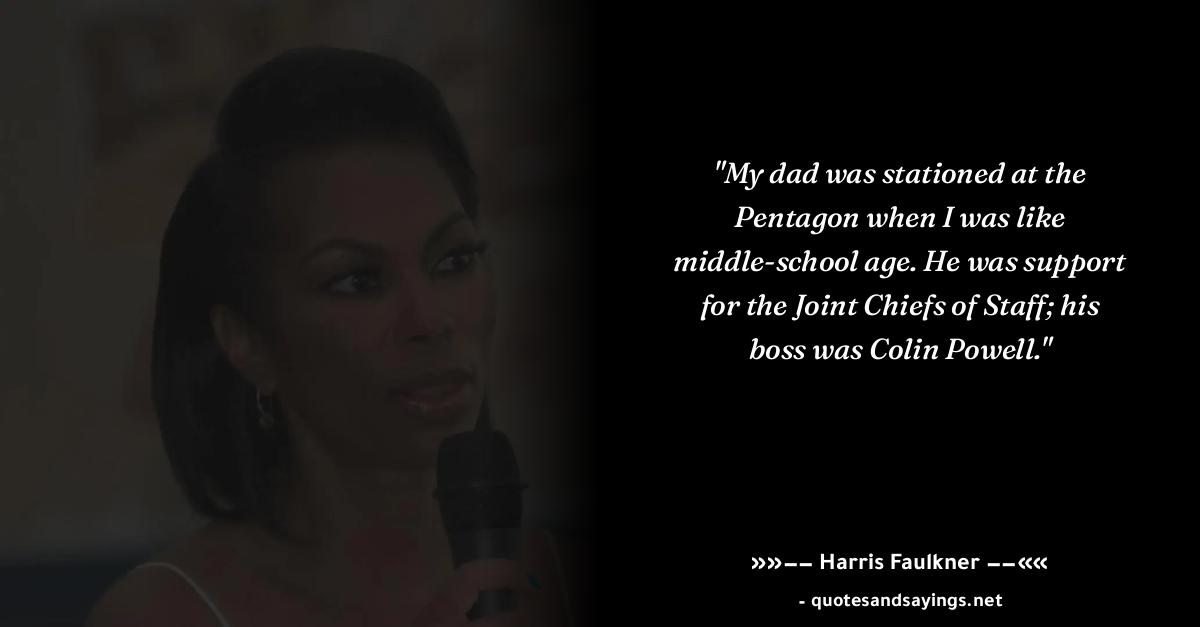 "My dad was stationed at the
Pentagon when I was like
middle-school age. He was support
for the Joint Chiefs of Staff; his
boss was Colin Powell."
»»−− Harris Faulkner −−««
- quotesandsayings.net